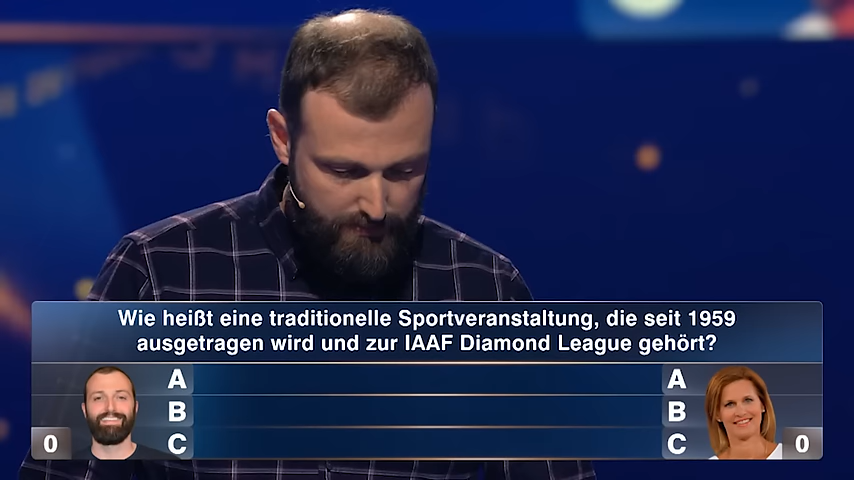 Wie heißt eine traditionelle Sportveranstaltung, die seit 1959
ausgetragen wird und zur IAAF Diamond League gehört?
A A
B B
0 C C 0